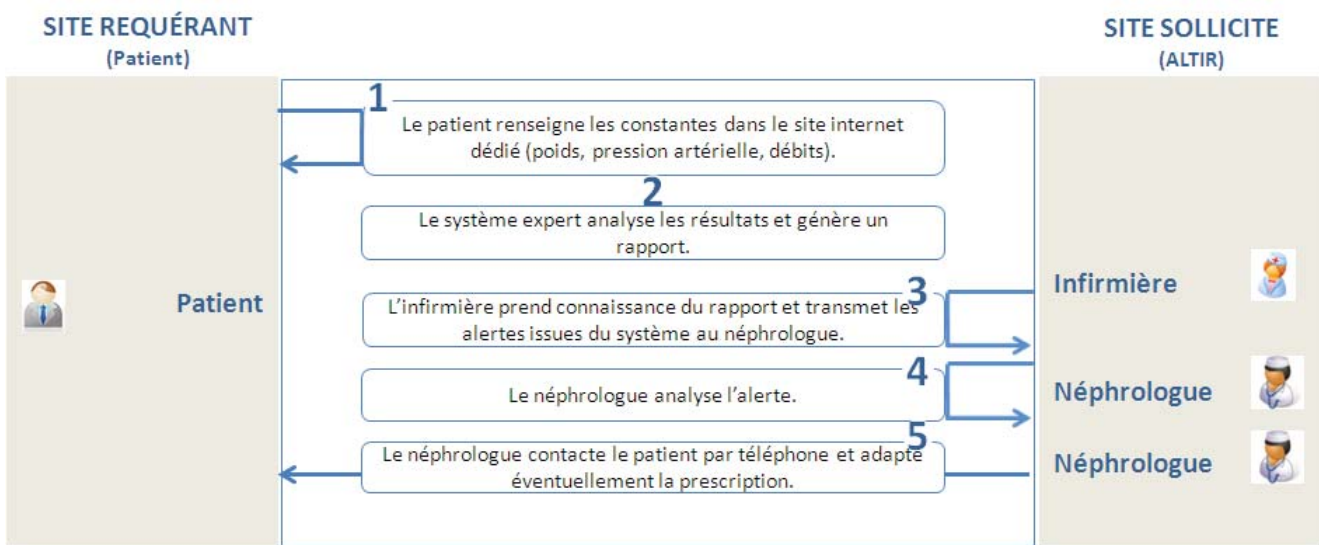 SITE REQUÉRANT
(Patient)
SITE SOLLICITE
(ALTIR)
1
Le patient renseigne les constantes dans le site internet
dédié (poids, pression artérielle, débits).
2
Le système expert analyse les résultats et génère un
rapport.
Patient
3
L'infirmière prend connaissance du rapport et transmet les
alertes issues du système au néphrologue.
Infirmière
4
Le néphrologue analyse l'alerte.
Néphrologue
5
Le néphrologue contacte le patient par téléphone et adapte
éventuellement la prescription.
Néphrologue